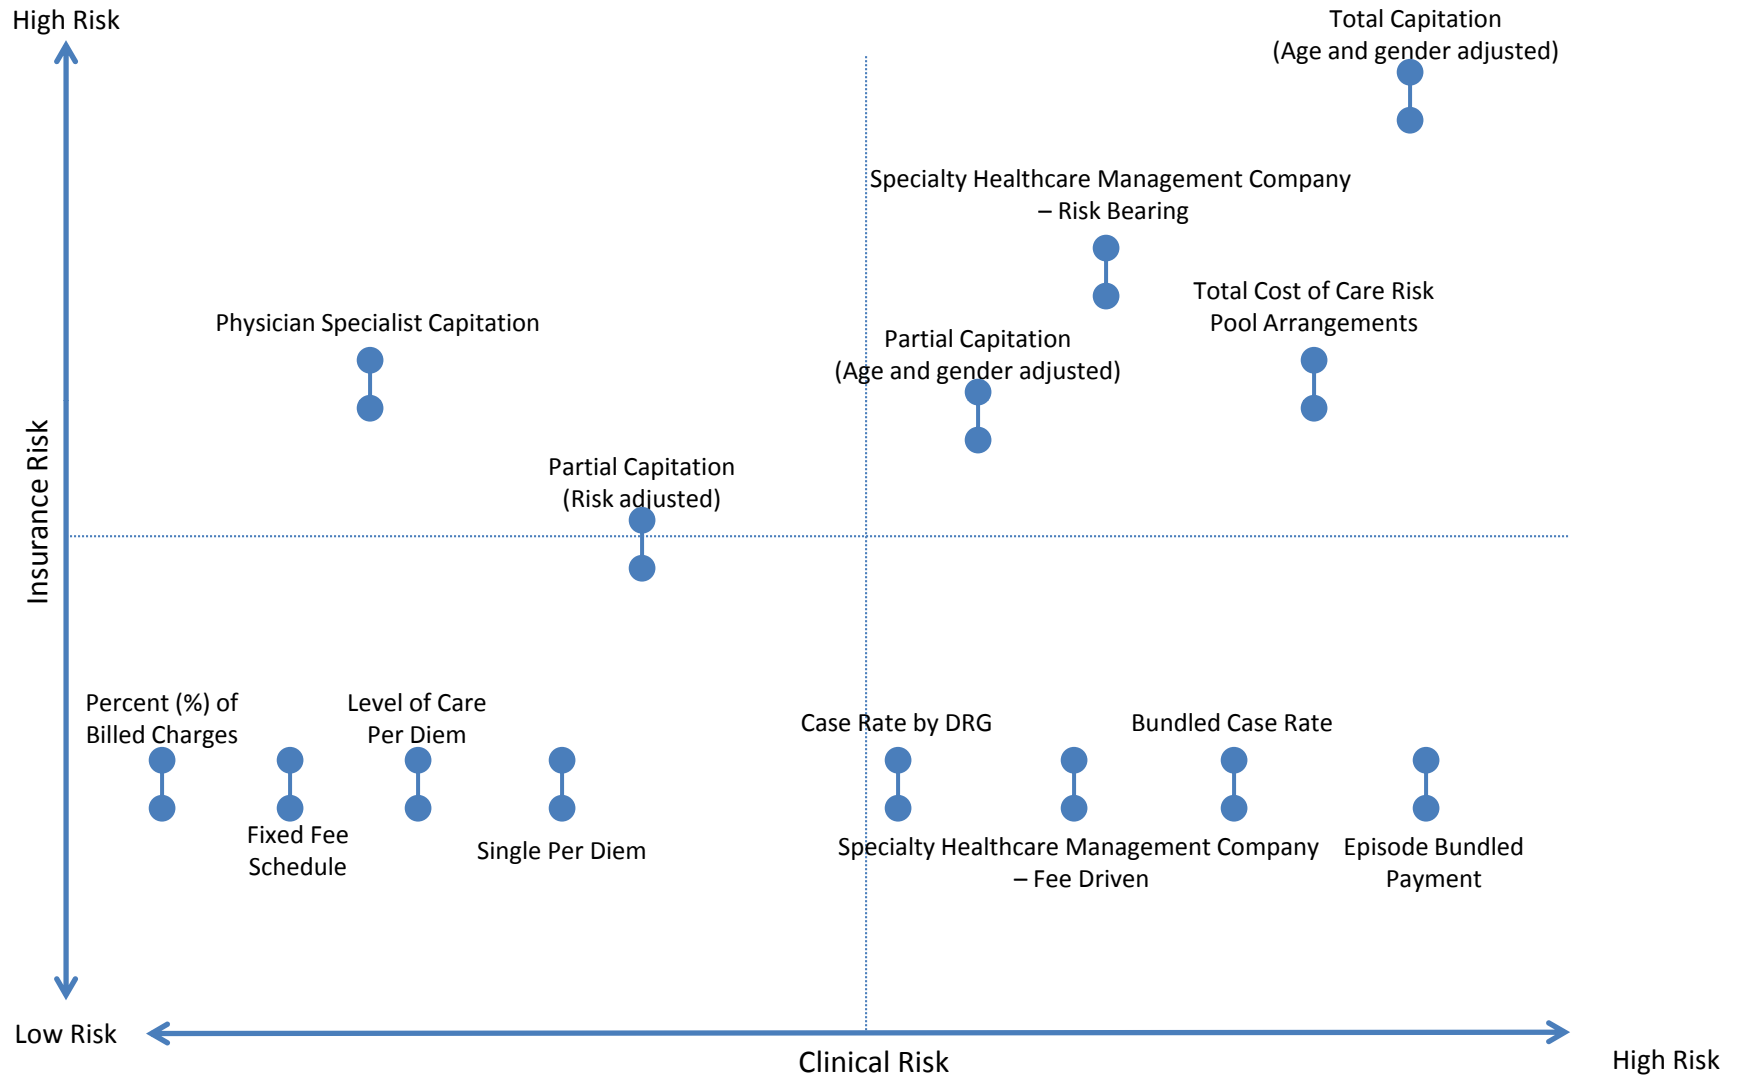 High Risk
Total Capitation
(Age and gender adjusted)
Specialty Healthcare Management Company
– Risk Bearing
Total Cost of Care Risk
Pool Arrangements
Physician Specialist Capitation
Partial Capitation
(Age and gender adjusted)
Partial Capitation
(Risk adjusted)
Insurance Risk
Percent (%) of
Billed Charges
Level of Care
Per Diem
Case Rate by DRG
Bundled Case Rate
Fixed Fee
Schedule
Single Per Diem
Specialty Healthcare Management Company
– Fee Driven
Episode Bundled
Payment
Low Risk
Clinical Risk
High Risk